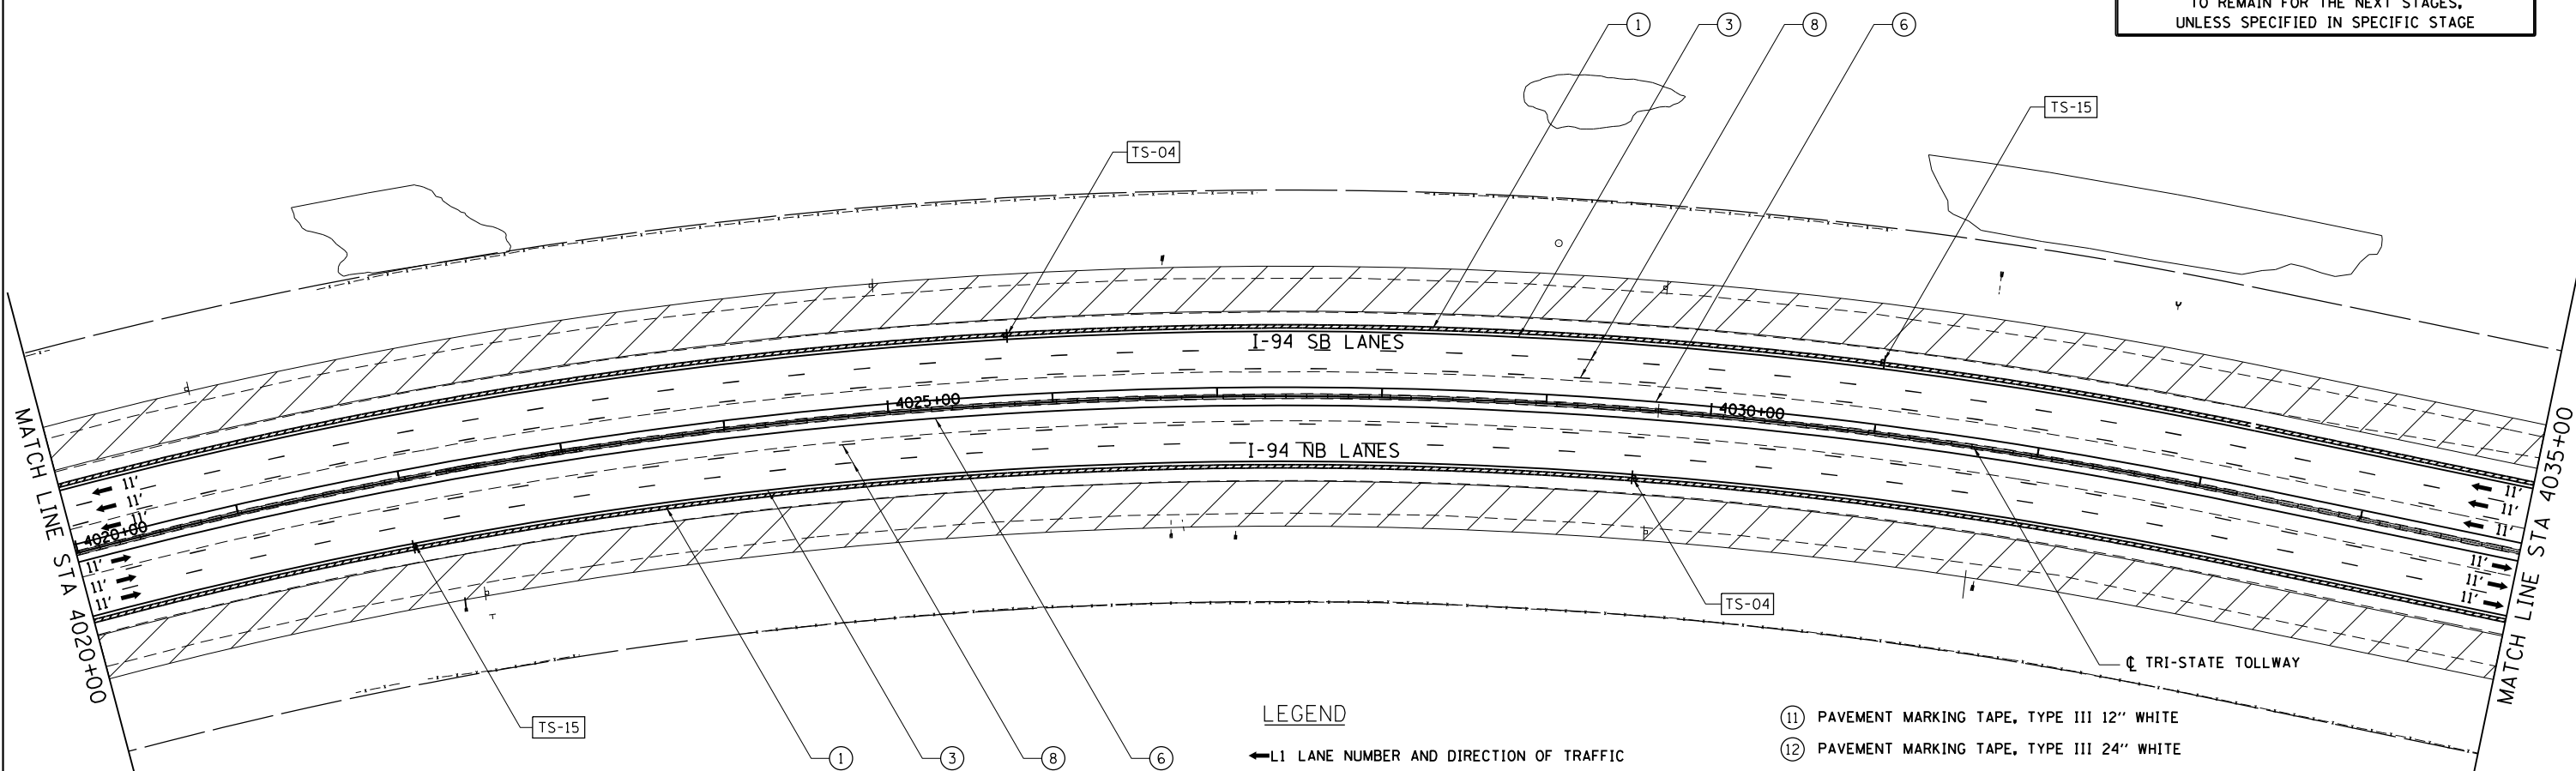 TO REMAIN FOR THE NEXT STAGES,
UNLESS SPECIFIED IN SPECIFIC STAGE
1
3
8
6
TS-15
TS-04
I-94 SB LANES
4025+00
4030+00
I-94 NB LANES
MATCH LINE STA 4020+00
MATCH LINE STA 4035+00
11'
11'
11'
4020+00
11'
11'
11'
11'
11'
11'
11'
11'
11'
TS-04
TS-15
℄ TRI-STATE TOLLWAY
1
3
8
6
LEGEND
L1 LANE NUMBER AND DIRECTION OF TRAFFIC
11 PAVEMENT MARKING TAPE, TYPE III 12" WHITE
12 PAVEMENT MARKING TAPE, TYPE III 24" WHITE